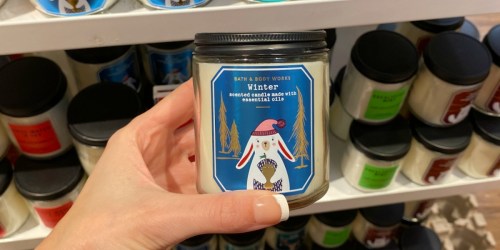 BATH & BODY WORKS
Winter
scented candle made with
essential oils